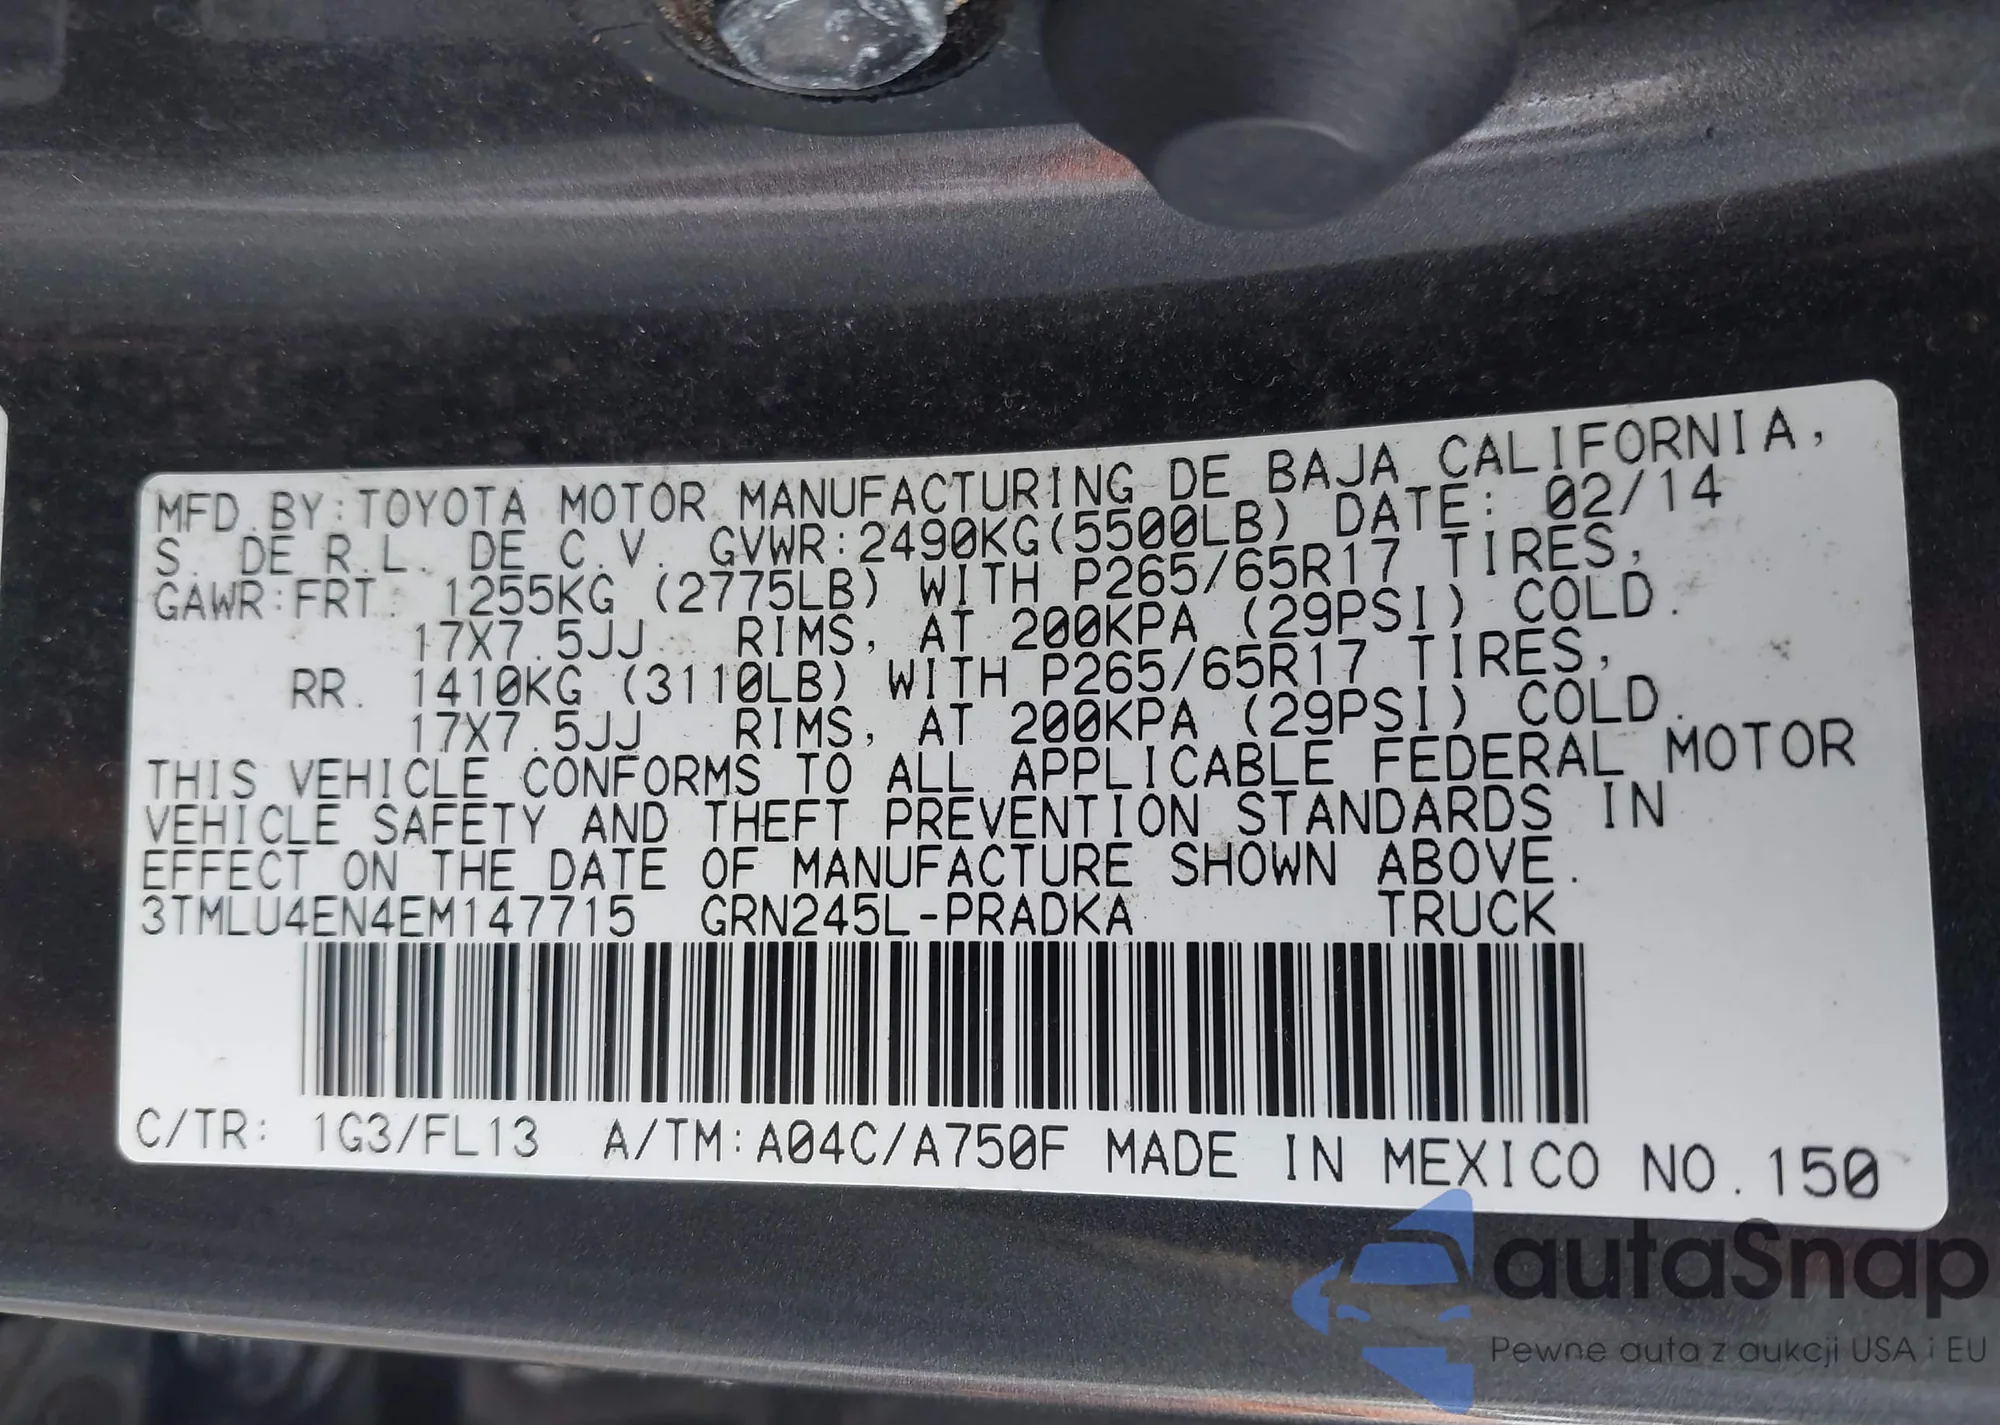 MFD.BY:TOYOTA MOTOR MANUFACTURING DE BAJA CALIFORNIA,
S. DE R.L. DE C.V. GVWR:2490KG(5500LB) DATE: 02/14
GAWR:FRT. 1255KG (2775LB) WITH P265/65R17 TIRES,
17X7.5JJ RIMS, AT 200KPA (29PSI) COLD.
RR. 1410KG (3110LB) WITH P265/65R17 TIRES,
17X7.5JJ RIMS, AT 200KPA (29PSI) COLD.
THIS VEHICLE CONFORMS TO ALL APPLICABLE FEDERAL MOTOR
VEHICLE SAFETY AND THEFT PREVENTION STANDARDS IN
EFFECT ON THE DATE OF MANUFACTURE SHOWN ABOVE.
3TMLU4EN4EM147715 GRN245L-PRADKA TRUCK
C/TR: 1G3/FL13 A/TM:A04C/A750F MADE IN MEXICO NO.150
autaSnap
Pewne auta z aukcji USA i EU